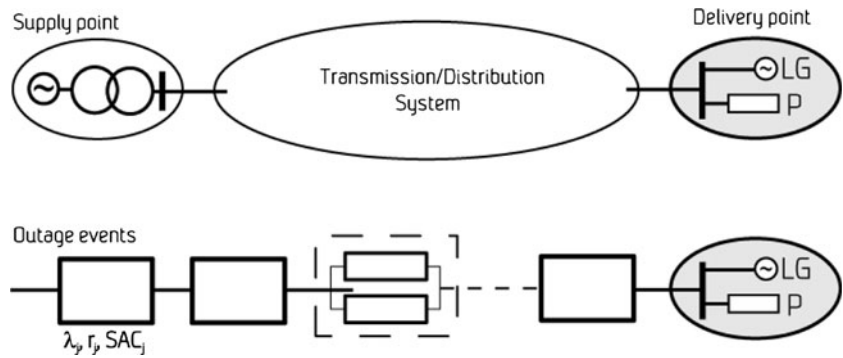 Supply point
Delivery point
Transmission/Distribution
System
LG
P
Outage events
λj, rj, SACj
LG
P